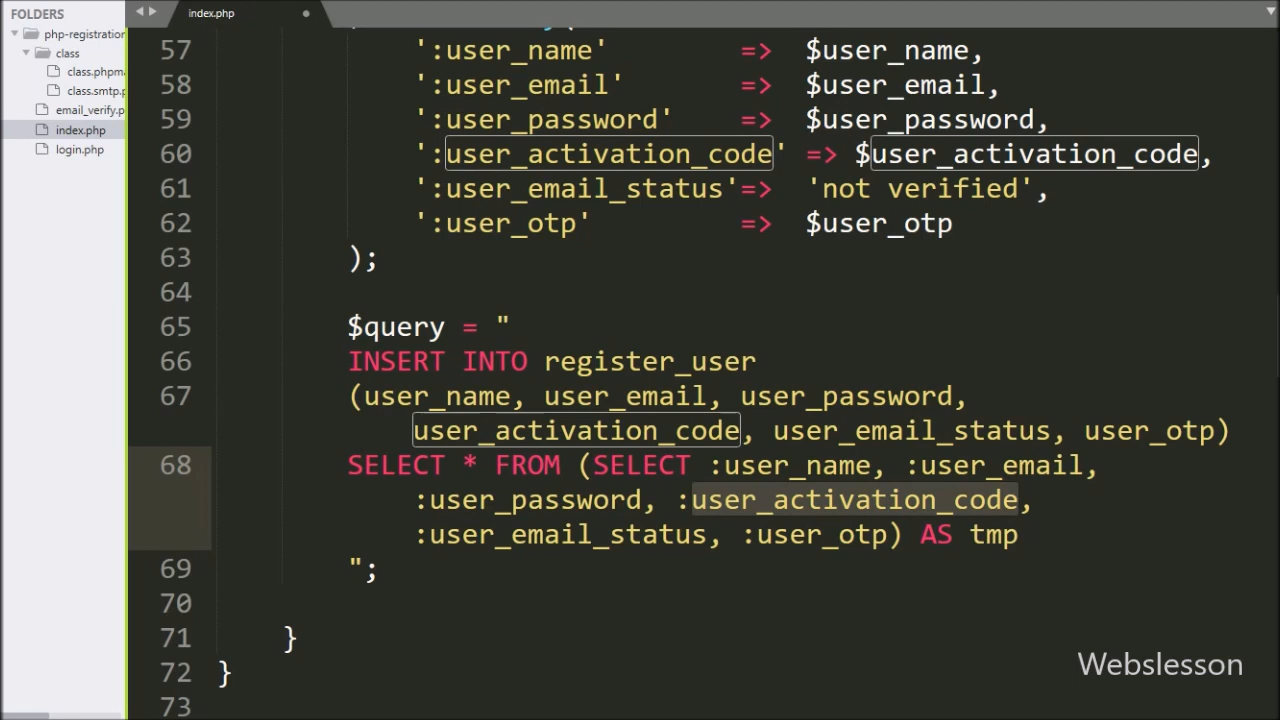 FOLDERS
index.php
php-registration
class
class.phpm
class.smtp.p
email_verify.p
index.php
login.php
57 ':user_name' => $user_name,
58 ':user_email' => $user_email,
59 ':user_password' => $user_password,
60 ':user_activation_code' => $user_activation_code,
61 ':user_email_status'=> 'not verified',
62 ':user_otp' => $user_otp
63 );
64
65 $query = "
66 INSERT INTO register_user
67 (user_name, user_email, user_password,
user_activation_code, user_email_status, user_otp)
68 SELECT * FROM (SELECT :user_name, :user_email,
:user_password, :user_activation_code,
:user_email_status, :user_otp) AS tmp
69 ";
70
71 }
72 }
73
Webslesson